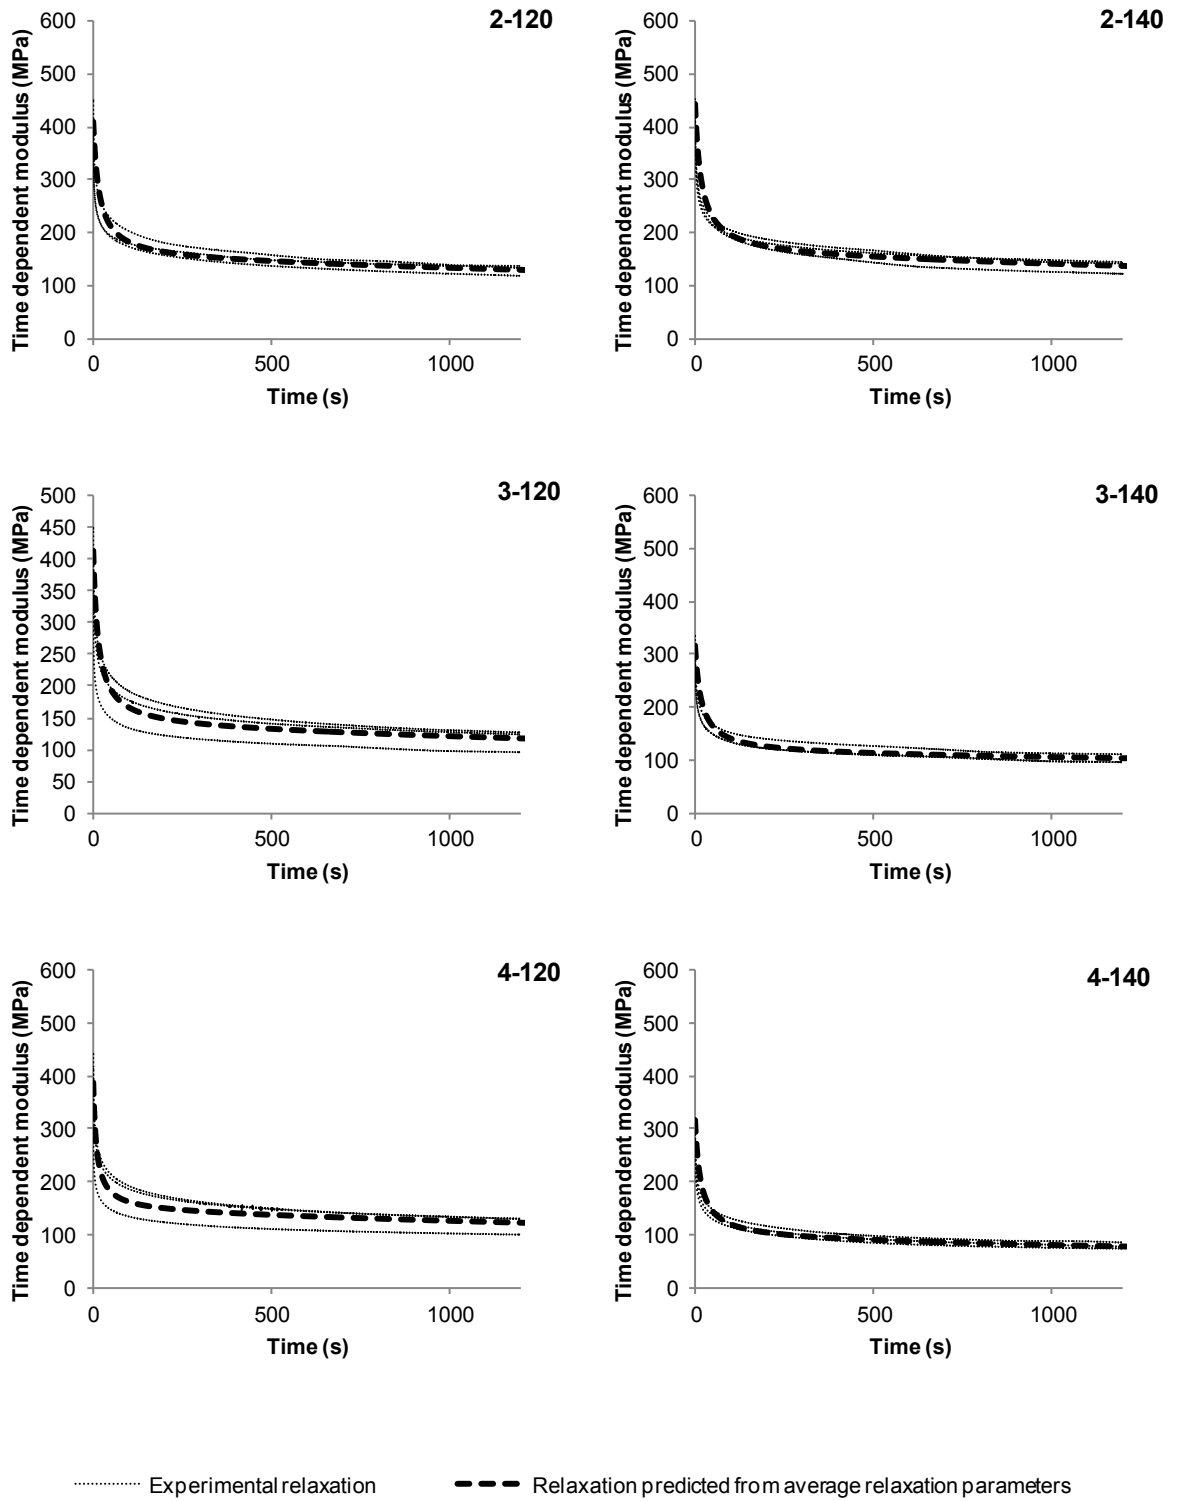 2-120
Time dependent modulus (MPa)
600
500
400
300
200
100
0
0 500 1000
Time (s)
2-140
Time dependent modulus (MPa)
600
500
400
300
200
100
0
0 500 1000
Time (s)
3-120
Time dependent modulus (MPa)
500
450
400
350
300
250
200
150
100
50
0
0 500 1000
Time (s)
3-140
Time dependent modulus (MPa)
600
500
400
300
200
100
0
0 500 1000
Time (s)
4-120
Time dependent modulus (MPa)
600
500
400
300
200
100
0
0 500 1000
Time (s)
4-140
Time dependent modulus (MPa)
600
500
400
300
200
100
0
0 500 1000
Time (s)
Experimental relaxation
Relaxation predicted from average relaxation parameters